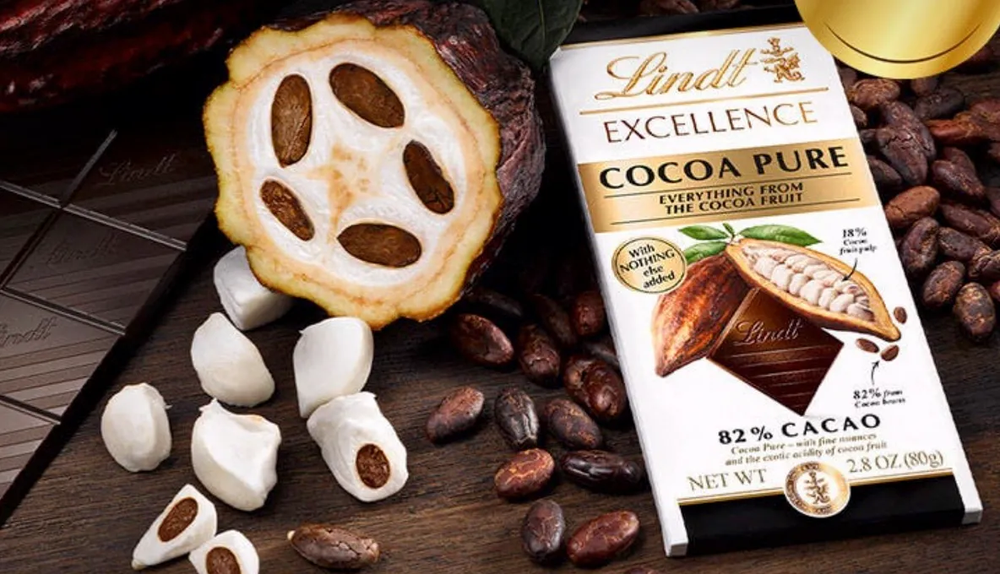 Lindt
EXCELLENCE
COCOA PURE
EVERYTHING FROM
THE COCOA FRUIT
With
NOTHING
else
added
18%
Cocoa
fruit pulp
Lindt
82% from
Cocoa beans
82% CACAO
Cocoa Pure – with fine nuances
and the exotic acidity of cocoa fruit
NET WT 2.8 OZ. (80g)
Lindt
Lindt